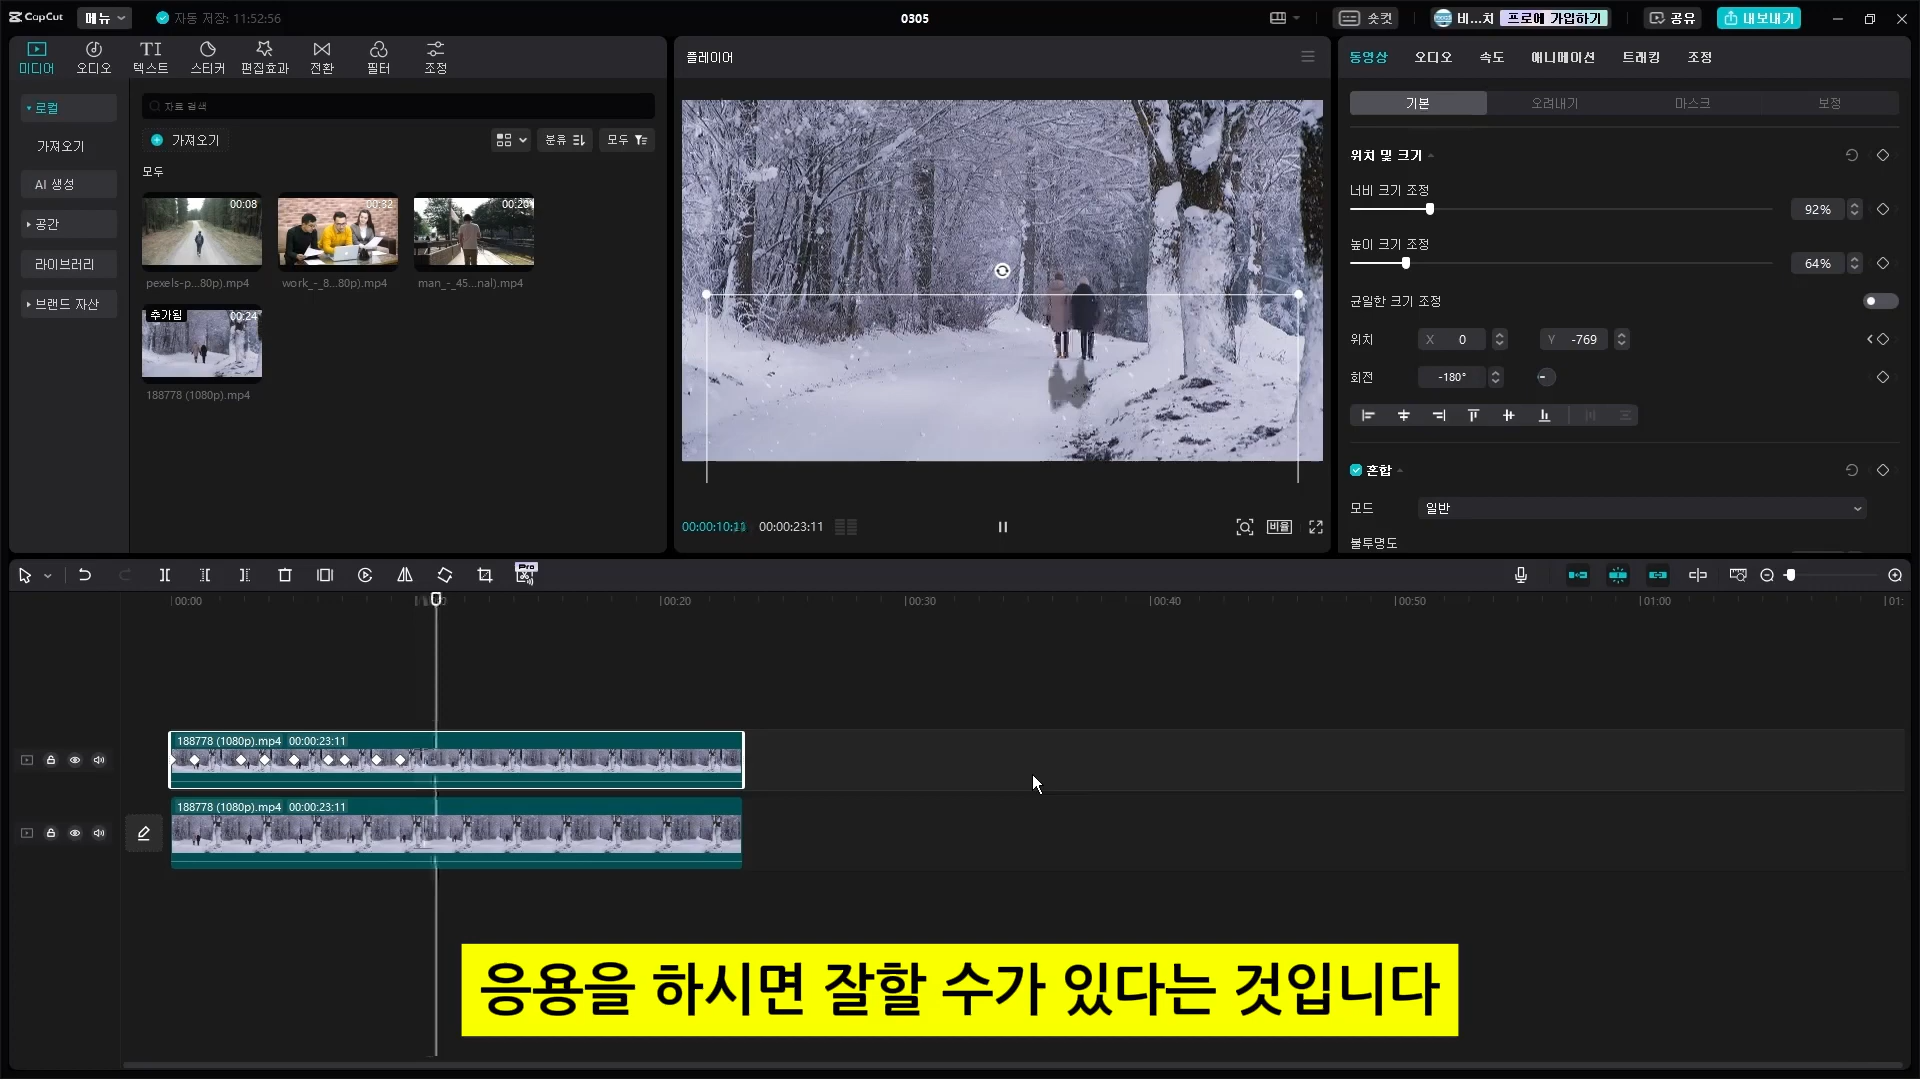 CapCut
메뉴
자동 저장: 11:52:56
0305
숏컷
비...치
프로에 가입하기
공유
내보내기
미디어
오디오
텍스트
스티커
편집효과
전환
필터
조정
로컬
가져오기
AI 생성
공간
라이브러리
브랜드 자산
자료 검색
가져오기
분류
모두
모두
00:08
00:32
00:20
pexels-p...80p).mp4
work_-_8...80p).mp4
man_-_45...nal).mp4
추가됨
00:24
188778 (1080p).mp4
플레이어
00:00:23:11
비율
동영상
오디오
속도
애니메이션
트래킹
조정
기본
오려내기
마스크
보정
위치 및 크기
너비 크기 조정
92%
높이 크기 조정
64%
균일한 크기 조정
위치
X 0
Y -769
회전
-180°
혼합
모드
일반
불투명도
Pro
00:00
00:20
00:30
00:40
00:50
01:00
01:
188778 (1080p).mp4 00:00:23:11
188778 (1080p).mp4 00:00:23:11
응용을 하시면 잘할 수가 있다는 것입니다